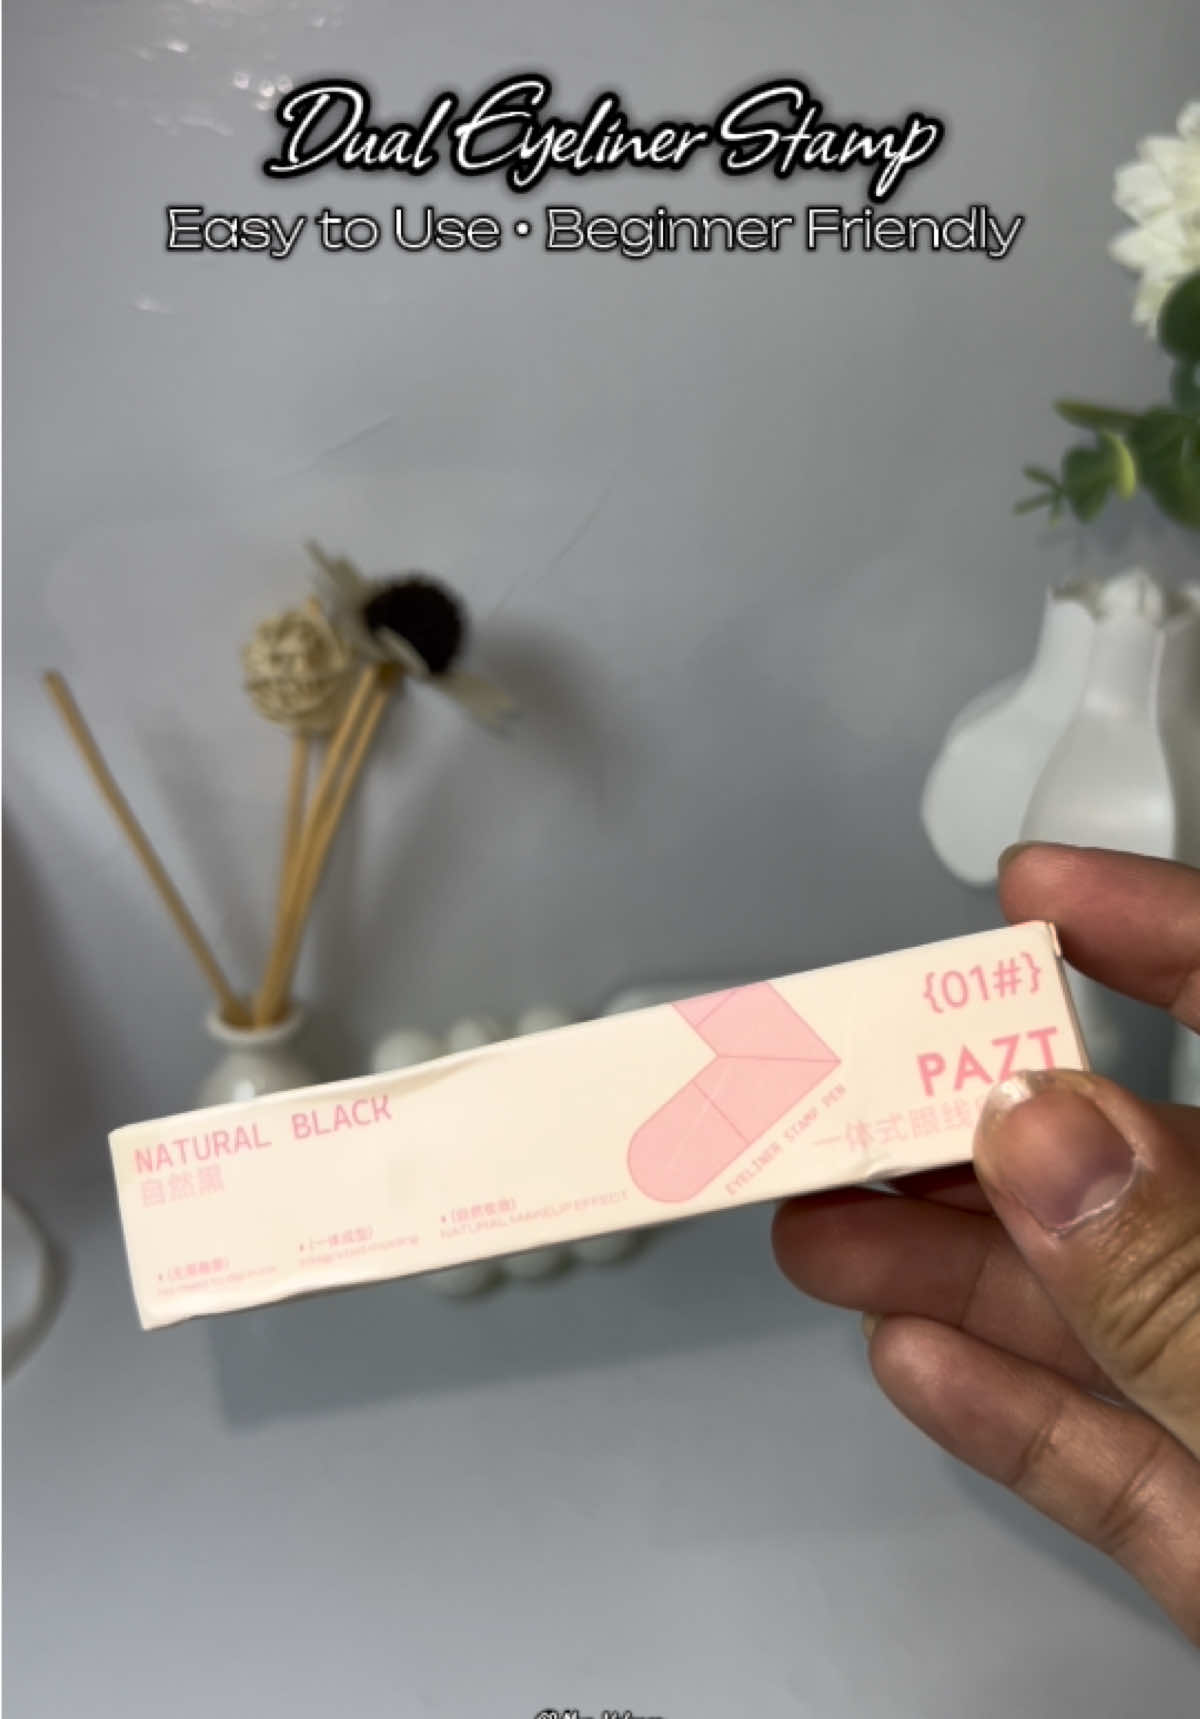 Dual Eyeliner Stamp
Easy to Use • Beginner Friendly
{01#}
PAZT
一体式眼线
EYELINER STAMP PEN
NATURAL BLACK
自然黑
NATURAL MAKEUP EFFECT